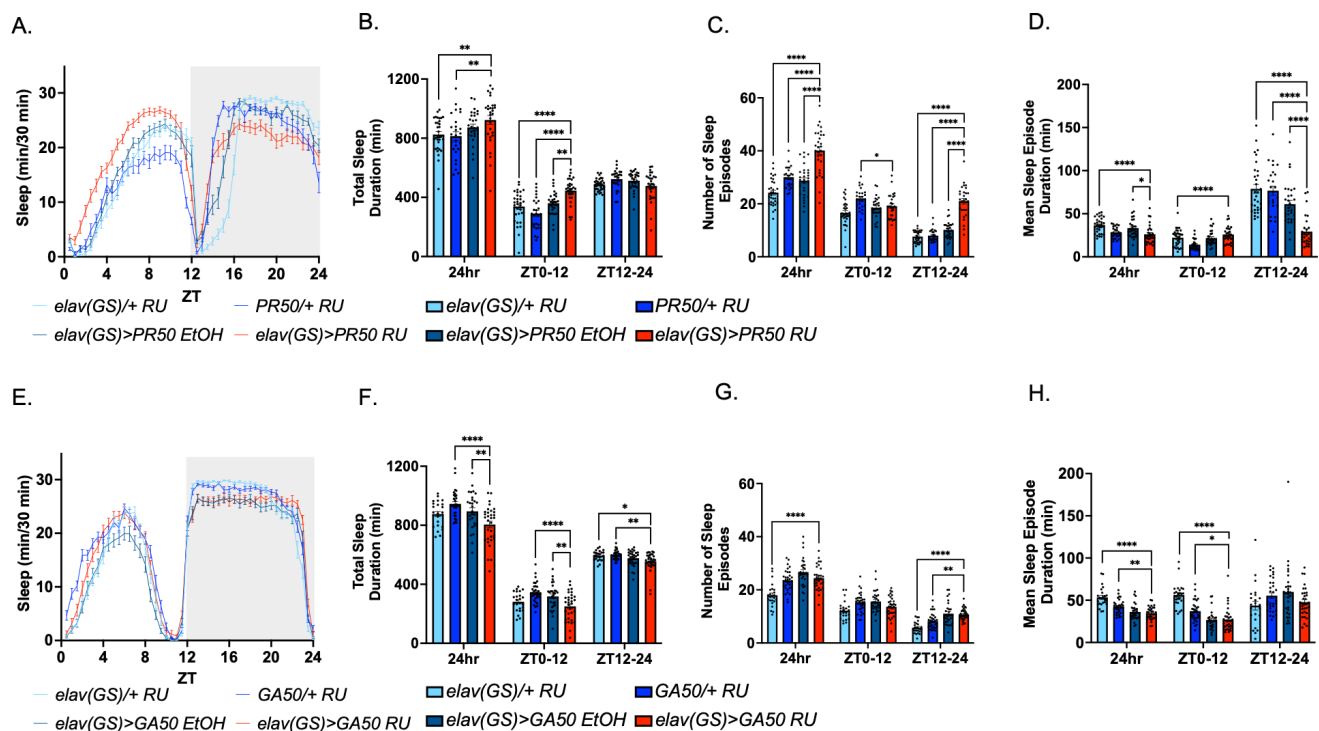 A.
B.
C.
D.
Sleep (min/30 min)
30
20
10
0
0 4 8 12 16 20 24
ZT
Total Sleep
Duration (min)
1200
800
400
0
** **
**** **** **
24hr ZT0-12 ZT12-24
Number of Sleep
Episodes
60
40
20
0
**** **** ****
*
**** **** ****
24hr ZT0-12 ZT12-24
Mean Sleep Episode
Duration (min)
200
150
100
50
0
**** *
****
**** **** ****
24hr ZT0-12 ZT12-24
elav(GS)/+ RU PR50/+ RU
elav(GS)>PR50 EtOH elav(GS)>PR50 RU
elav(GS)/+ RU PR50/+ RU
elav(GS)>PR50 EtOH elav(GS)>PR50 RU
E.
F.
G.
H.
Sleep (min/30 min)
30
20
10
0
0 4 8 12 16 20 24
ZT
Total Sleep
Duration (min)
1200
800
400
0
**** **
**** **
* **
24hr ZT0-12 ZT12-24
Number of Sleep
Episodes
60
40
20
0
****
**** **
24hr ZT0-12 ZT12-24
Mean Sleep Episode
Duration (min)
200
150
100
50
0
**** **
**** *
24hr ZT0-12 ZT12-24
elav(GS)/+ RU GA50/+ RU
elav(GS)>GA50 EtOH elav(GS)>GA50 RU
elav(GS)/+ RU GA50/+ RU
elav(GS)>GA50 EtOH elav(GS)>GA50 RU